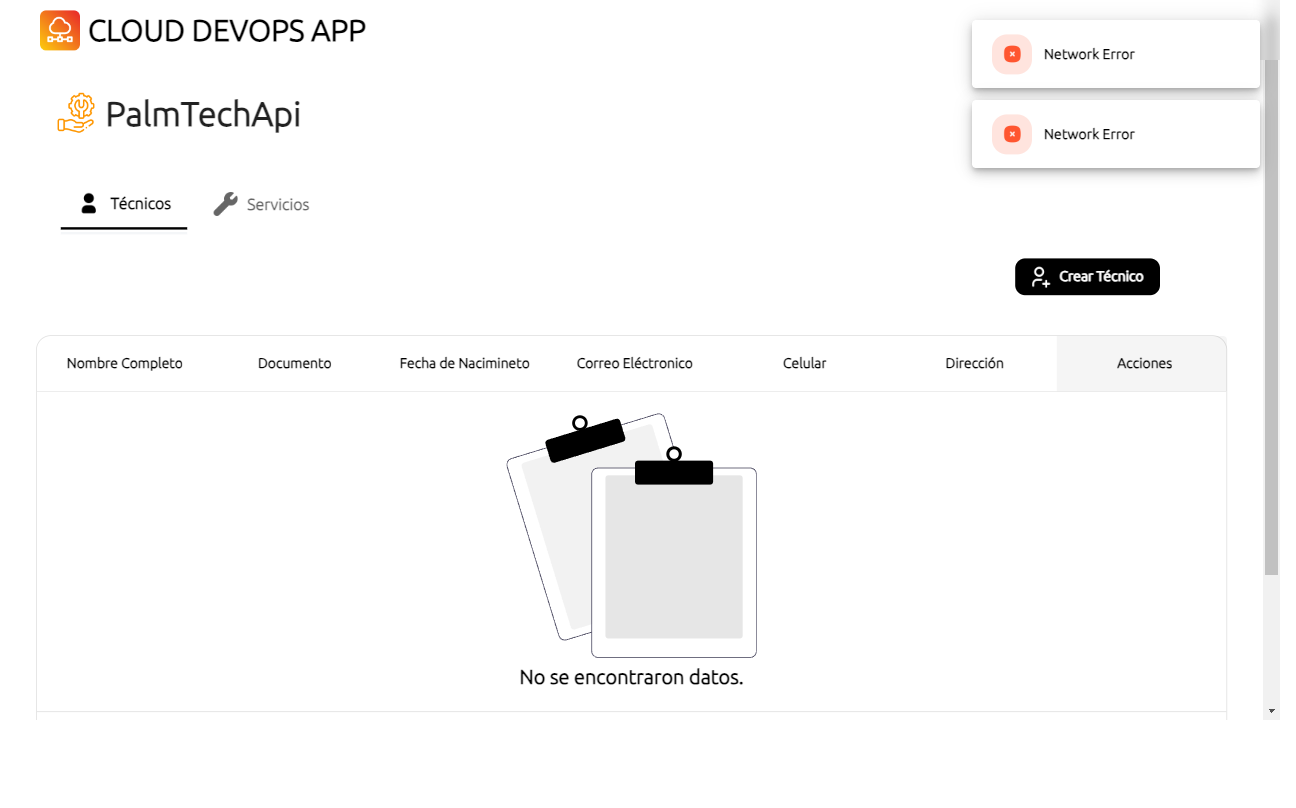 CLOUD DEVOPS APP
Network Error
PalmTechApi
Network Error
Técnicos
Servicios
Crear Técnico
Nombre Completo
Documento
Fecha de Nacimineto
Correo Eléctronico
Celular
Dirección
Acciones
No se encontraron datos.